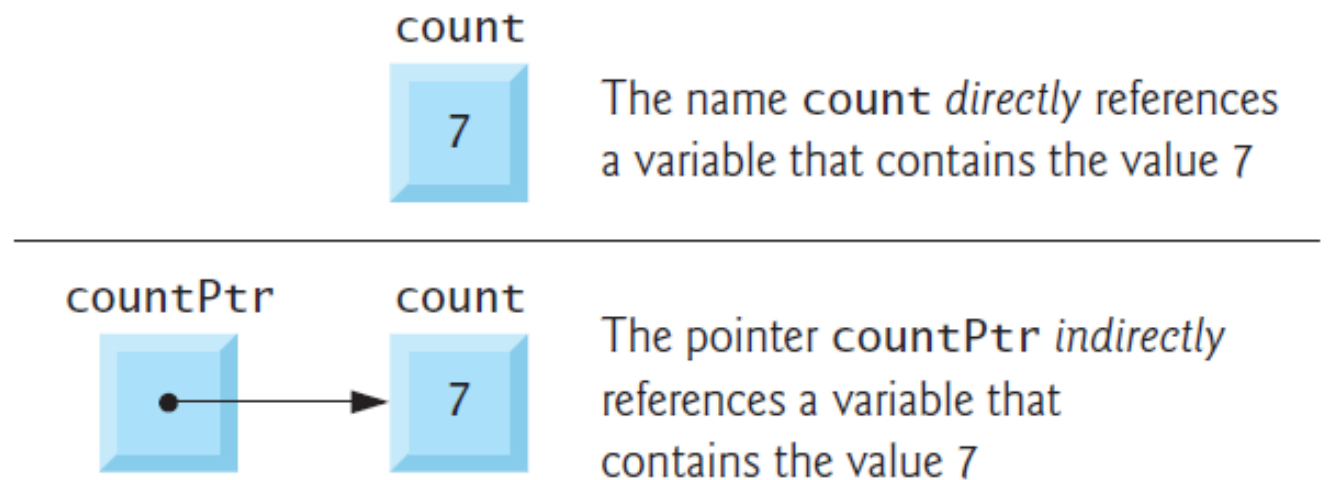 count
7
The name count directly references
a variable that contains the value 7
countPtr
count
7
The pointer countPtr indirectly
references a variable that
contains the value 7